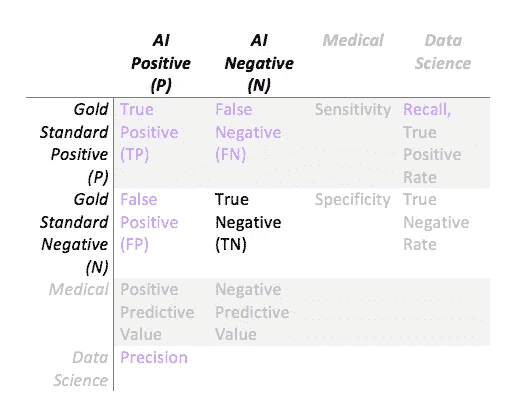 AI Positive (P) AI Negative (N) Medical Data Science
Gold Standard Positive (P) True Positive (TP) False Negative (FN) Sensitivity Recall, True Positive Rate
Gold Standard Negative (N) False Positive (FP) True Negative (TN) Specificity True Negative Rate
Medical Positive Predictive Value Negative Predictive Value
Data Science Precision